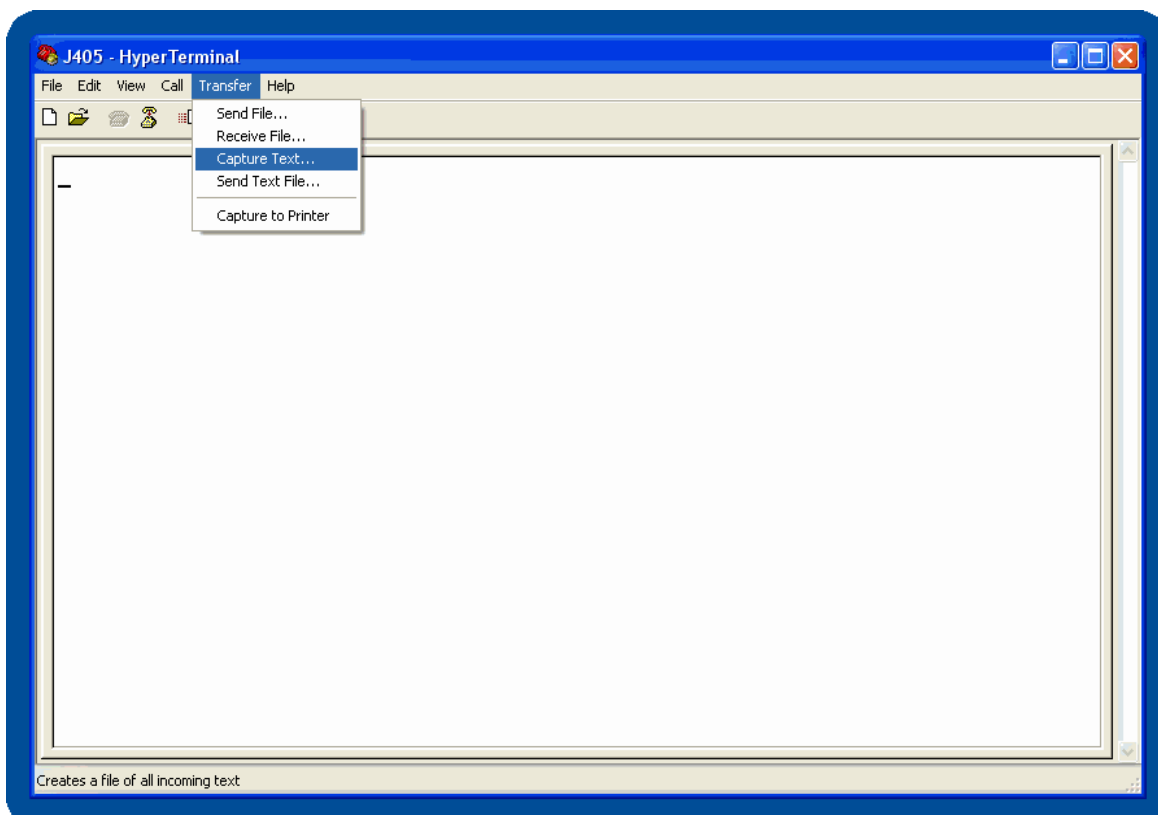 J405 - HyperTerminal
File Edit View Call Transfer Help
Send File...
Receive File...
Capture Text...
Send Text File...
Capture to Printer
Creates a file of all incoming text